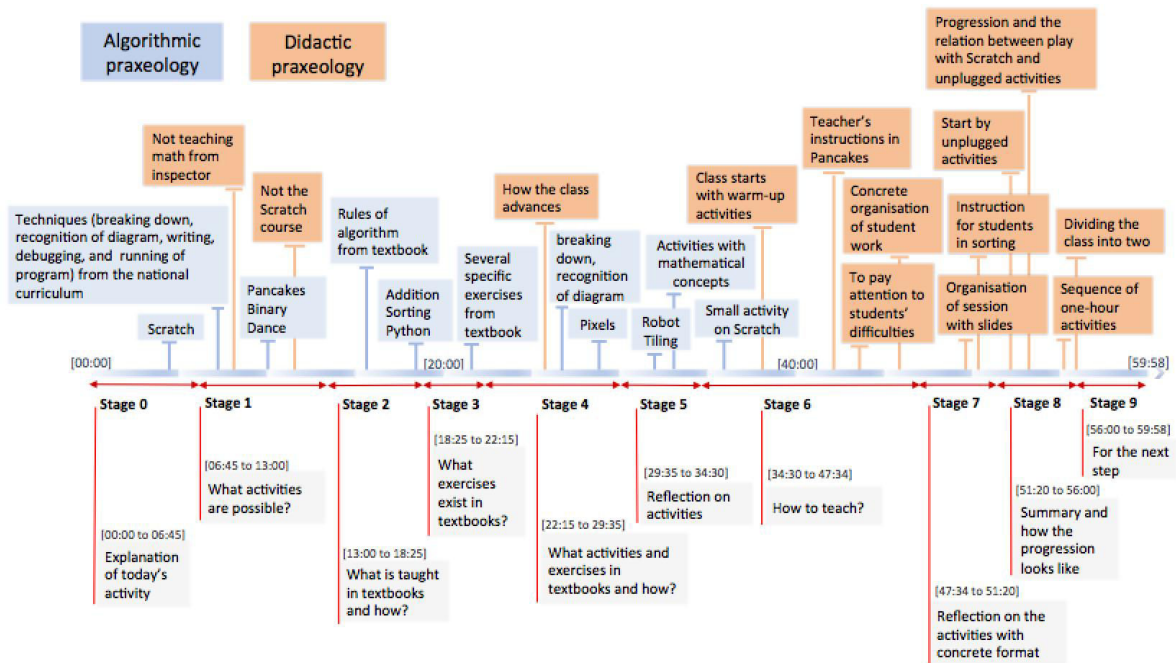 Algorithmic
praxeology
Didactic
praxeology
Progression and the
relation between play
with Scratch and
unplugged activities
Not teaching
math from
inspector
Teacher's
instructions in
Pancakes
Start by
unplugged
activities
Techniques (breaking down,
recognition of diagram, writing,
debugging, and running of
program) from the national
curriculum
Not the
Scratch
course
Rules of
algorithm
from textbook
How the class
advances
Class starts
with warm-up
activities
Concrete
organisation
of student
work
Instruction
for students
in sorting
Dividing the
class into two
Several
specific
exercises
from
textbook
breaking
down,
recognition
of diagram
Activities with
mathematical
concepts
Scratch
Pancakes
Binary
Dance
Addition
Sorting
Python
Pixels
Robot
Tiling
Small activity
on Scratch
To pay
attention to
students'
difficulties
Organisation
of session
with slides
Sequence of
one-hour
activities
[00:00]
[20:00]
[40:00]
[59:58]
Stage 0
Stage 1
Stage 2
Stage 3
Stage 4
Stage 5
Stage 6
Stage 7
Stage 8
Stage 9
[00:00 to 06:45]
Explanation
of today's
activity
[06:45 to 13:00]
What activities
are possible?
[13:00 to 18:25]
What is taught
in textbooks
and how?
[18:25 to 22:15]
What
exercises
exist in
textbooks?
[22:15 to 29:35]
What activities and
exercises in
textbooks and how?
[29:35 to 34:30]
Reflection on
activities
[34:30 to 47:34]
How to teach?
[47:34 to 51:20]
Reflection on the
activities with
concrete format
[51:20 to 56:00]
Summary and
how the
progression
looks like
[56:00 to 59:58]
For the next
step